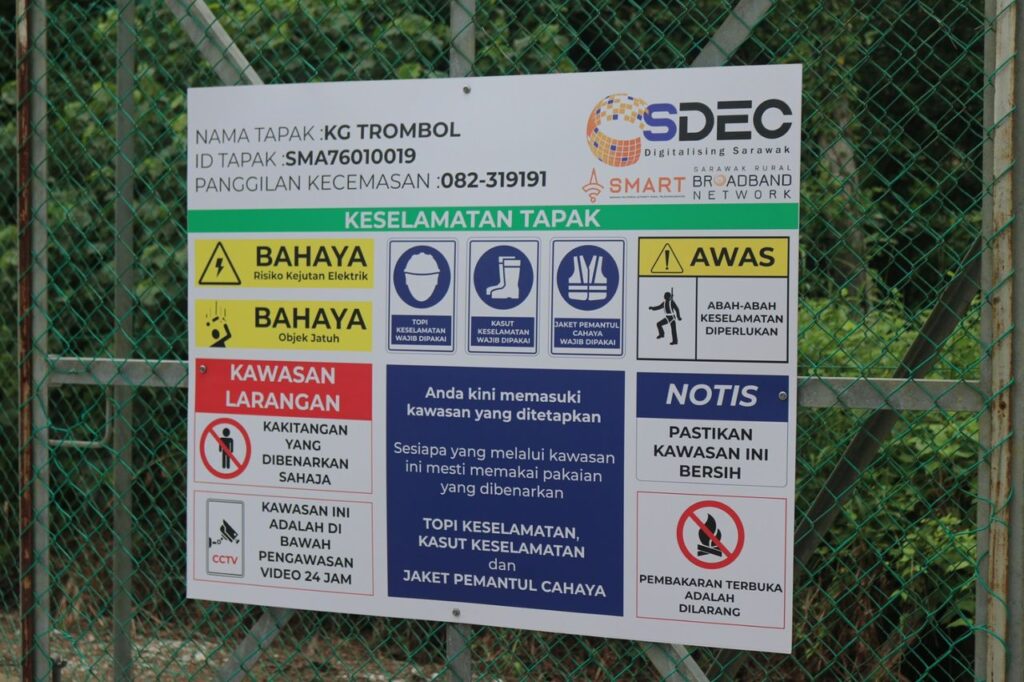 NAMA TAPAK :KG TROMBOL
ID TAPAK :SMA76010019
PANGGILAN KECEMASAN :082-319191
SDEC
Digitalising Sarawak
SMART
SARAWAK RURAL
BROADBAND
NETWORK
KESELAMATAN TAPAK
BAHAYA
Risiko Kejutan Elektrik
BAHAYA
Objek Jatuh
TOPI
KESELAMATAN
WAJIB DIPAKAI
KASUT
KESELAMATAN
WAJIB DIPAKAI
JAKET PEMANTUL
CAHAYA
WAJIB DIPAKAI
AWAS
ABAH-ABAH
KESELAMATAN
DIPERLUKAN
KAWASAN
LARANGAN
KAKITANGAN
YANG
DIBENARKAN
SAHAJA
CCTV
KAWASAN INI
ADALAH DI
BAWAH
PENGAWASAN
VIDEO 24 JAM
Anda kini memasuki
kawasan yang ditetapkan
Sesiapa yang melalui kawasan
ini mesti memakai pakaian
yang dibenarkan
TOPI KESELAMATAN,
KASUT KESELAMATAN
dan
JAKET PEMANTUL CAHAYA
NOTIS
PASTIKAN
KAWASAN INI
BERSIH
PEMBAKARAN TERBUKA
ADALAH
DILARANG